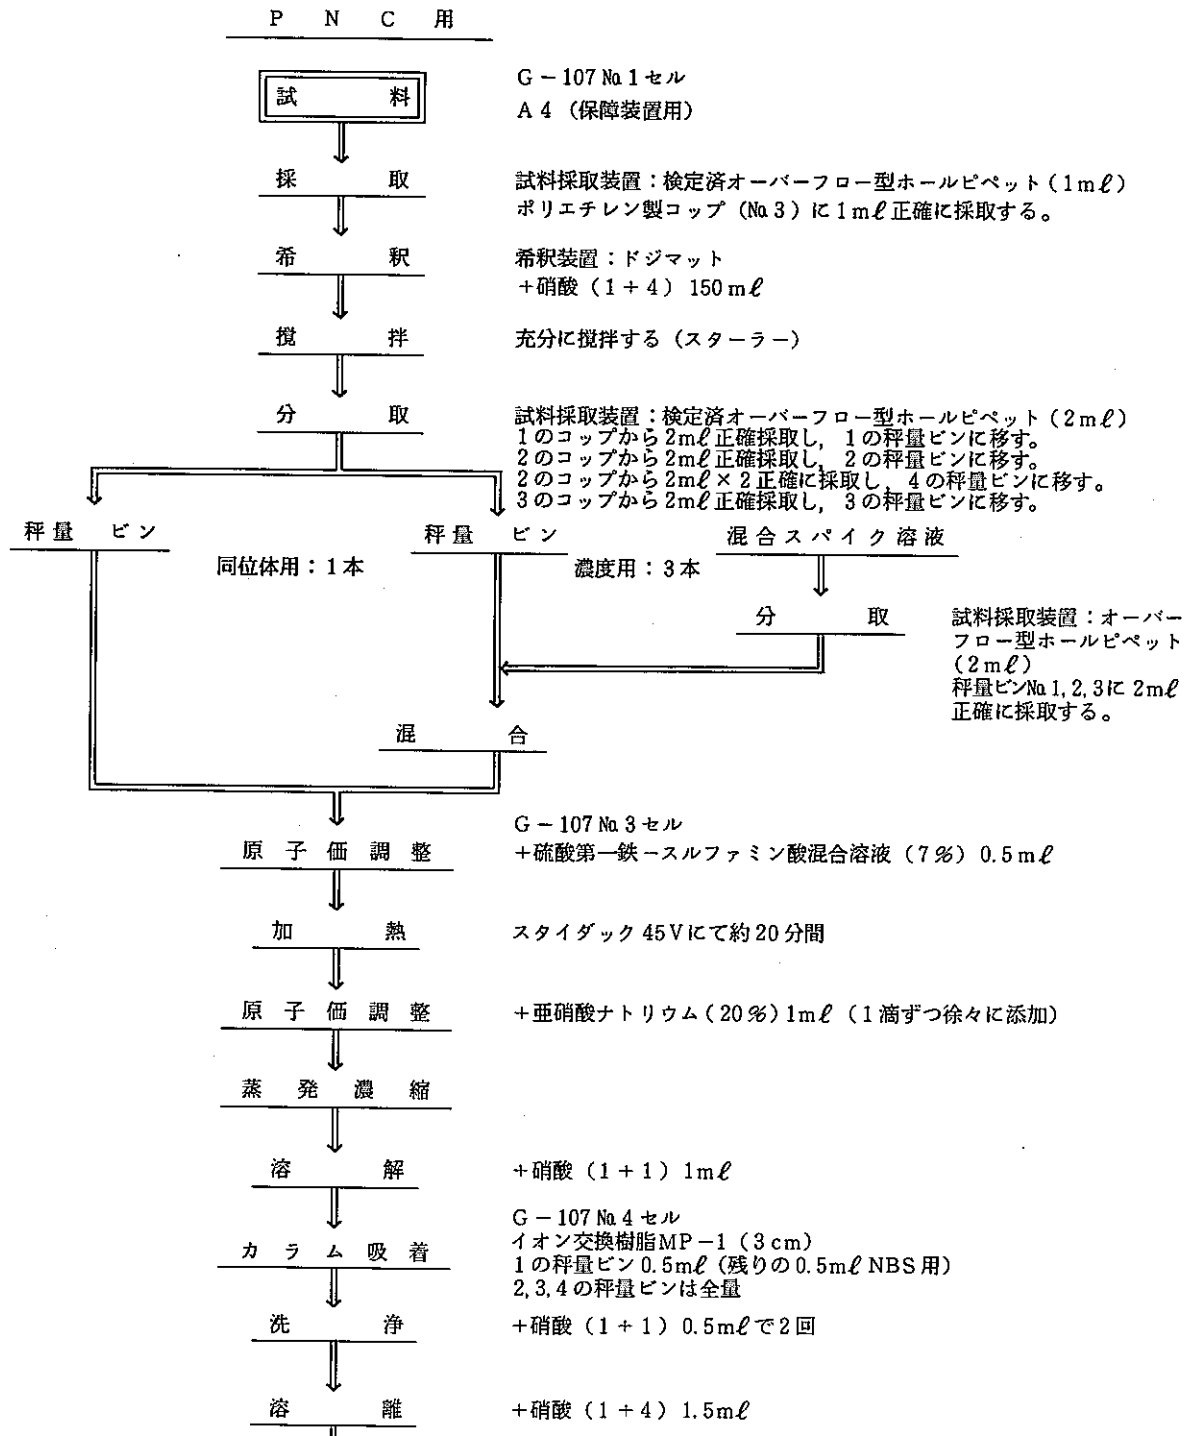 PNC用
試料
G－107 №1セル
A4（保障装置用）
採取
試料採取装置：検定済オーバーフロー型ホールピペット（1mℓ）
ポリエチレン製コップ（№3）に1mℓ正確に採取する。
希釈
希釈装置：ドジマット
＋硝酸（1＋4）150mℓ
撹拌
充分に撹拌する（スターラー）
分取
試料採取装置：検定済オーバーフロー型ホールピペット（2mℓ）
1のコップから2mℓ正確採取し，1の秤量ビンに移す。
2のコップから2mℓ正確採取し，2の秤量ビンに移す。
2のコップから2mℓ×2正確に採取し，4の秤量ビンに移す。
3のコップから2mℓ正確採取し，3の秤量ビンに移す。
秤量ビン
同位体用：1本
秤量ビン
濃度用：3本
混合スパイク溶液
分取
試料採取装置：オーバー
フロー型ホールピペット
（2mℓ）
秤量ビン№1,2,3に2mℓ
正確に採取する。
混合
G－107 №3セル
原子価調整
＋硫酸第一鉄－スルファミン酸混合溶液（7％）0.5mℓ
加熱
スタイダック45Vにて約20分間
原子価調整
＋亜硝酸ナトリウム（20％）1mℓ（1滴ずつ徐々に添加）
蒸発濃縮
溶解
＋硝酸（1＋1）1mℓ
G－107 №4セル
カラム吸着
イオン交換樹脂MP－1（3cm）
1の秤量ビン0.5mℓ（残りの0.5mℓNBS用）
2,3,4の秤量ビンは全量
洗浄
＋硝酸（1＋1）0.5mℓで2回
溶離
＋硝酸（1＋4）1.5mℓ